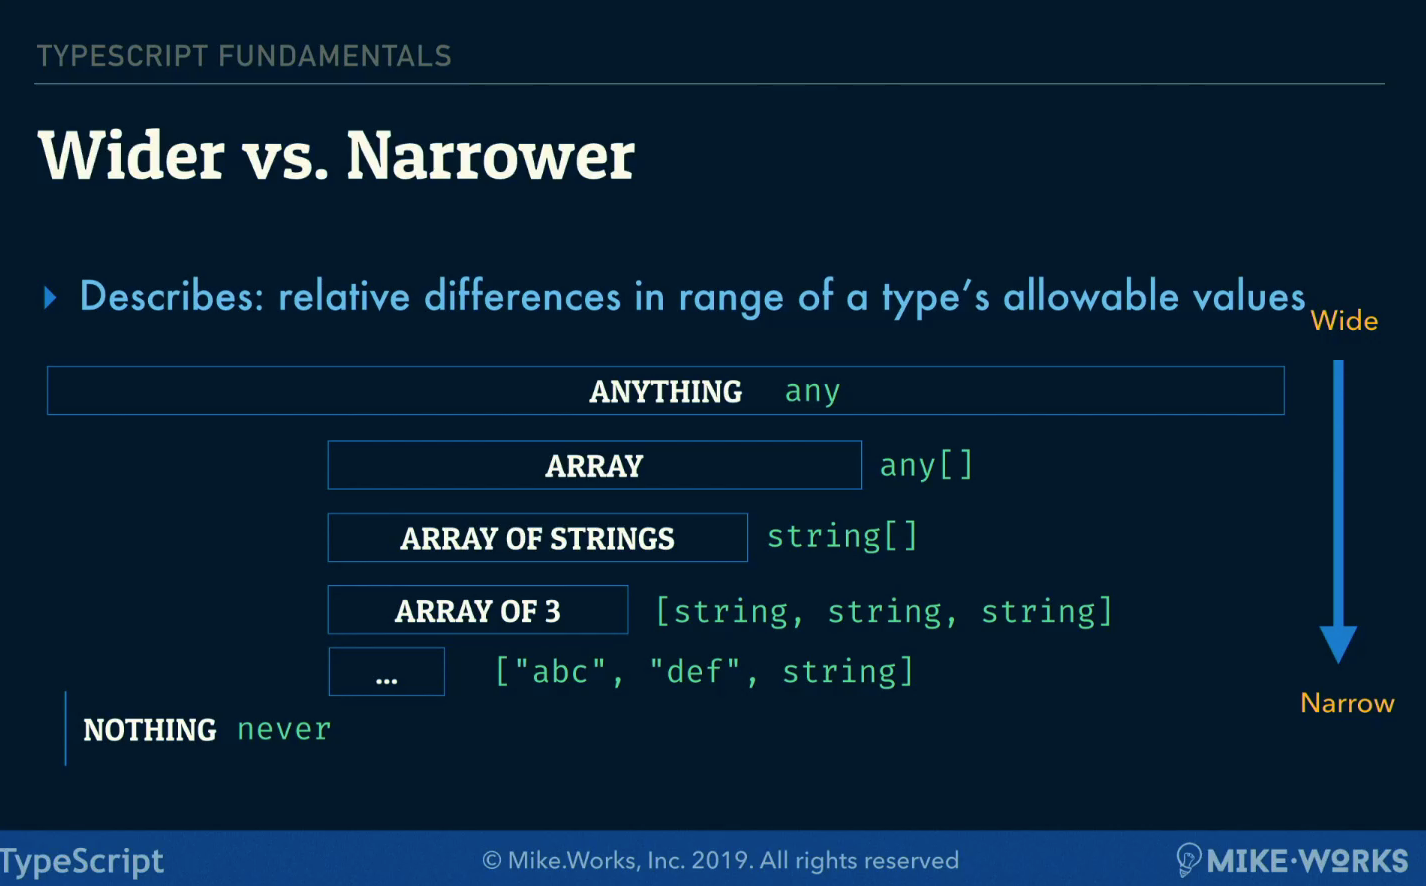 TYPESCRIPT FUNDAMENTALS
Wider vs. Narrower
Describes: relative differences in range of a type’s allowable values
Wide
ANYTHING any
ARRAY any[]
ARRAY OF STRINGS string[]
ARRAY OF 3 [string, string, string]
... ["abc", "def", string]
Narrow
NOTHING never
TypeScript © Mike.Works, Inc. 2019. All rights reserved MIKE·WORKS